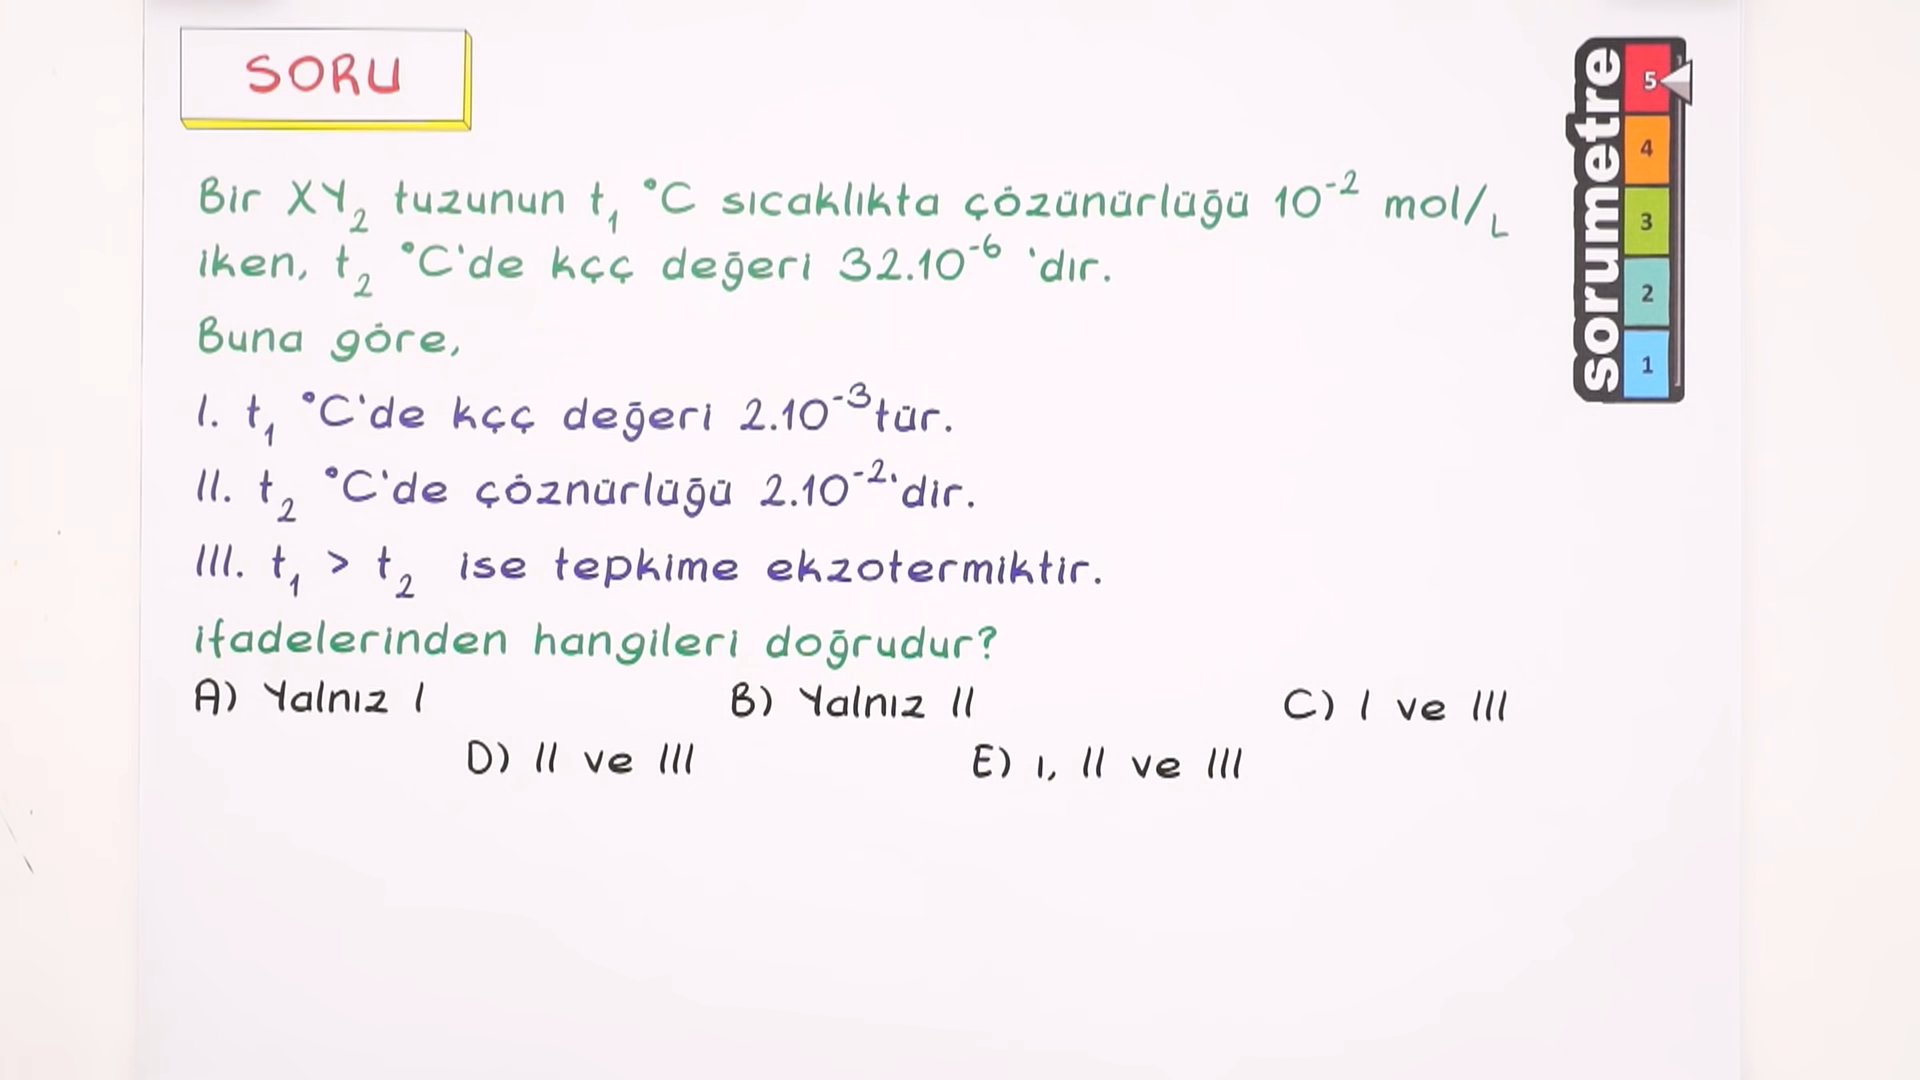 SORU
Bir XY₂ tuzunun t₁ °C sıcaklıkta çözünürlüğü 10⁻² mol/L
iken, t₂ °C'de kçç değeri 32.10⁻⁶ 'dır.
Buna göre,
I. t₁ °C'de kçç değeri 2.10⁻³ tür.
II. t₂ °C'de çöznürlüğü 2.10⁻²'dir.
III. t₁ > t₂ ise tepkime ekzotermiktir.
ifadelerinden hangileri doğrudur?
A) Yalnız I B) Yalnız II C) I ve III
D) II ve III E) ı, II ve III
sorumetre
5
4
3
2
1